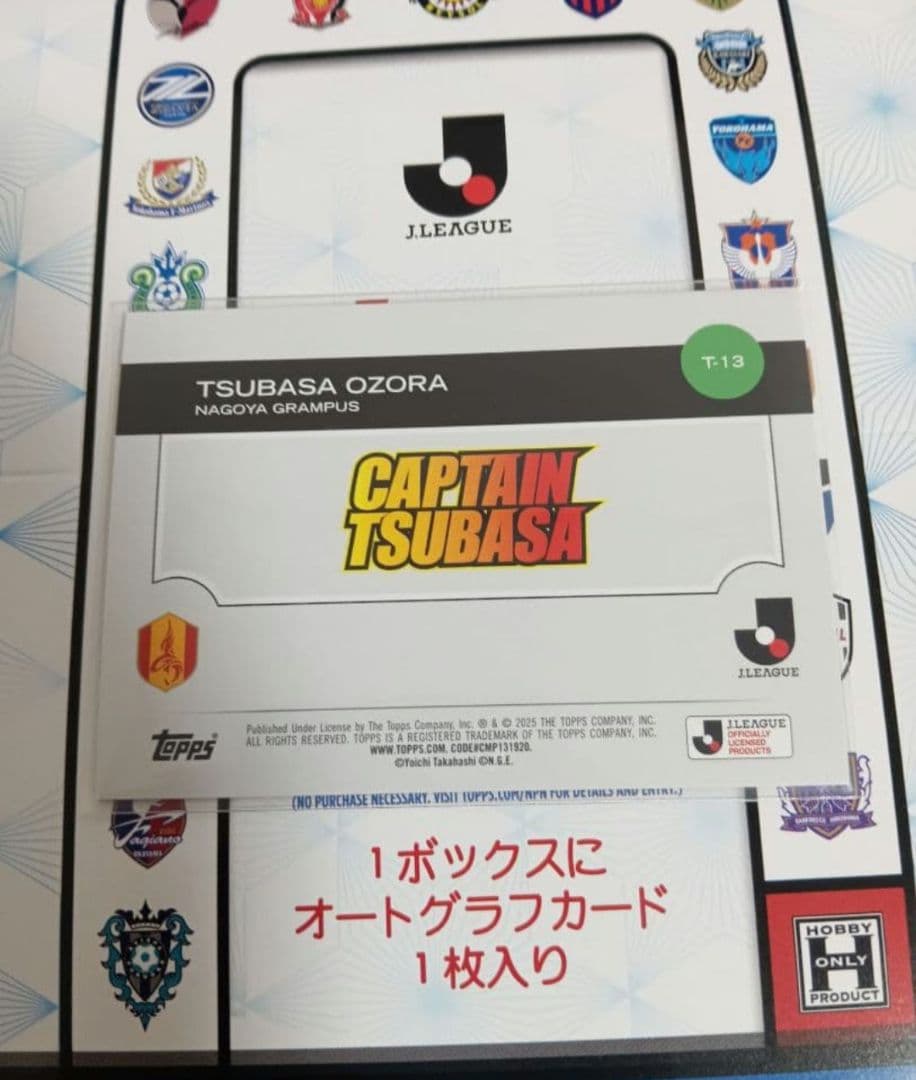 YOKOHAMA
Yokohama F·Marinos
J.LEAGUE
T-13
TSUBASA OZORA
NAGOYA GRAMPUS
CAPTAIN
TSUBASA
J.LEAGUE
Topps
Published Under License by The Topps Company, Inc. ® & © 2025 THE TOPPS COMPANY, INC.
ALL RIGHTS RESERVED. TOPPS IS A REGISTERED TRADEMARK OF THE TOPPS COMPANY, INC.
WWW.TOPPS.COM. CODE#CMP131920.
©Yoichi Takahashi ©N.G.E.
J.LEAGUE
OFFICIALLY
LICENSED
PRODUCTS
(NO PURCHASE NECESSARY. VISIT TOPPS.COM/NPN FOR DETAILS AND ENTRY.)
Fagiano
1ボックスに
オートグラフカード
1枚入り
HOBBY
H
ONLY
PRODUCT